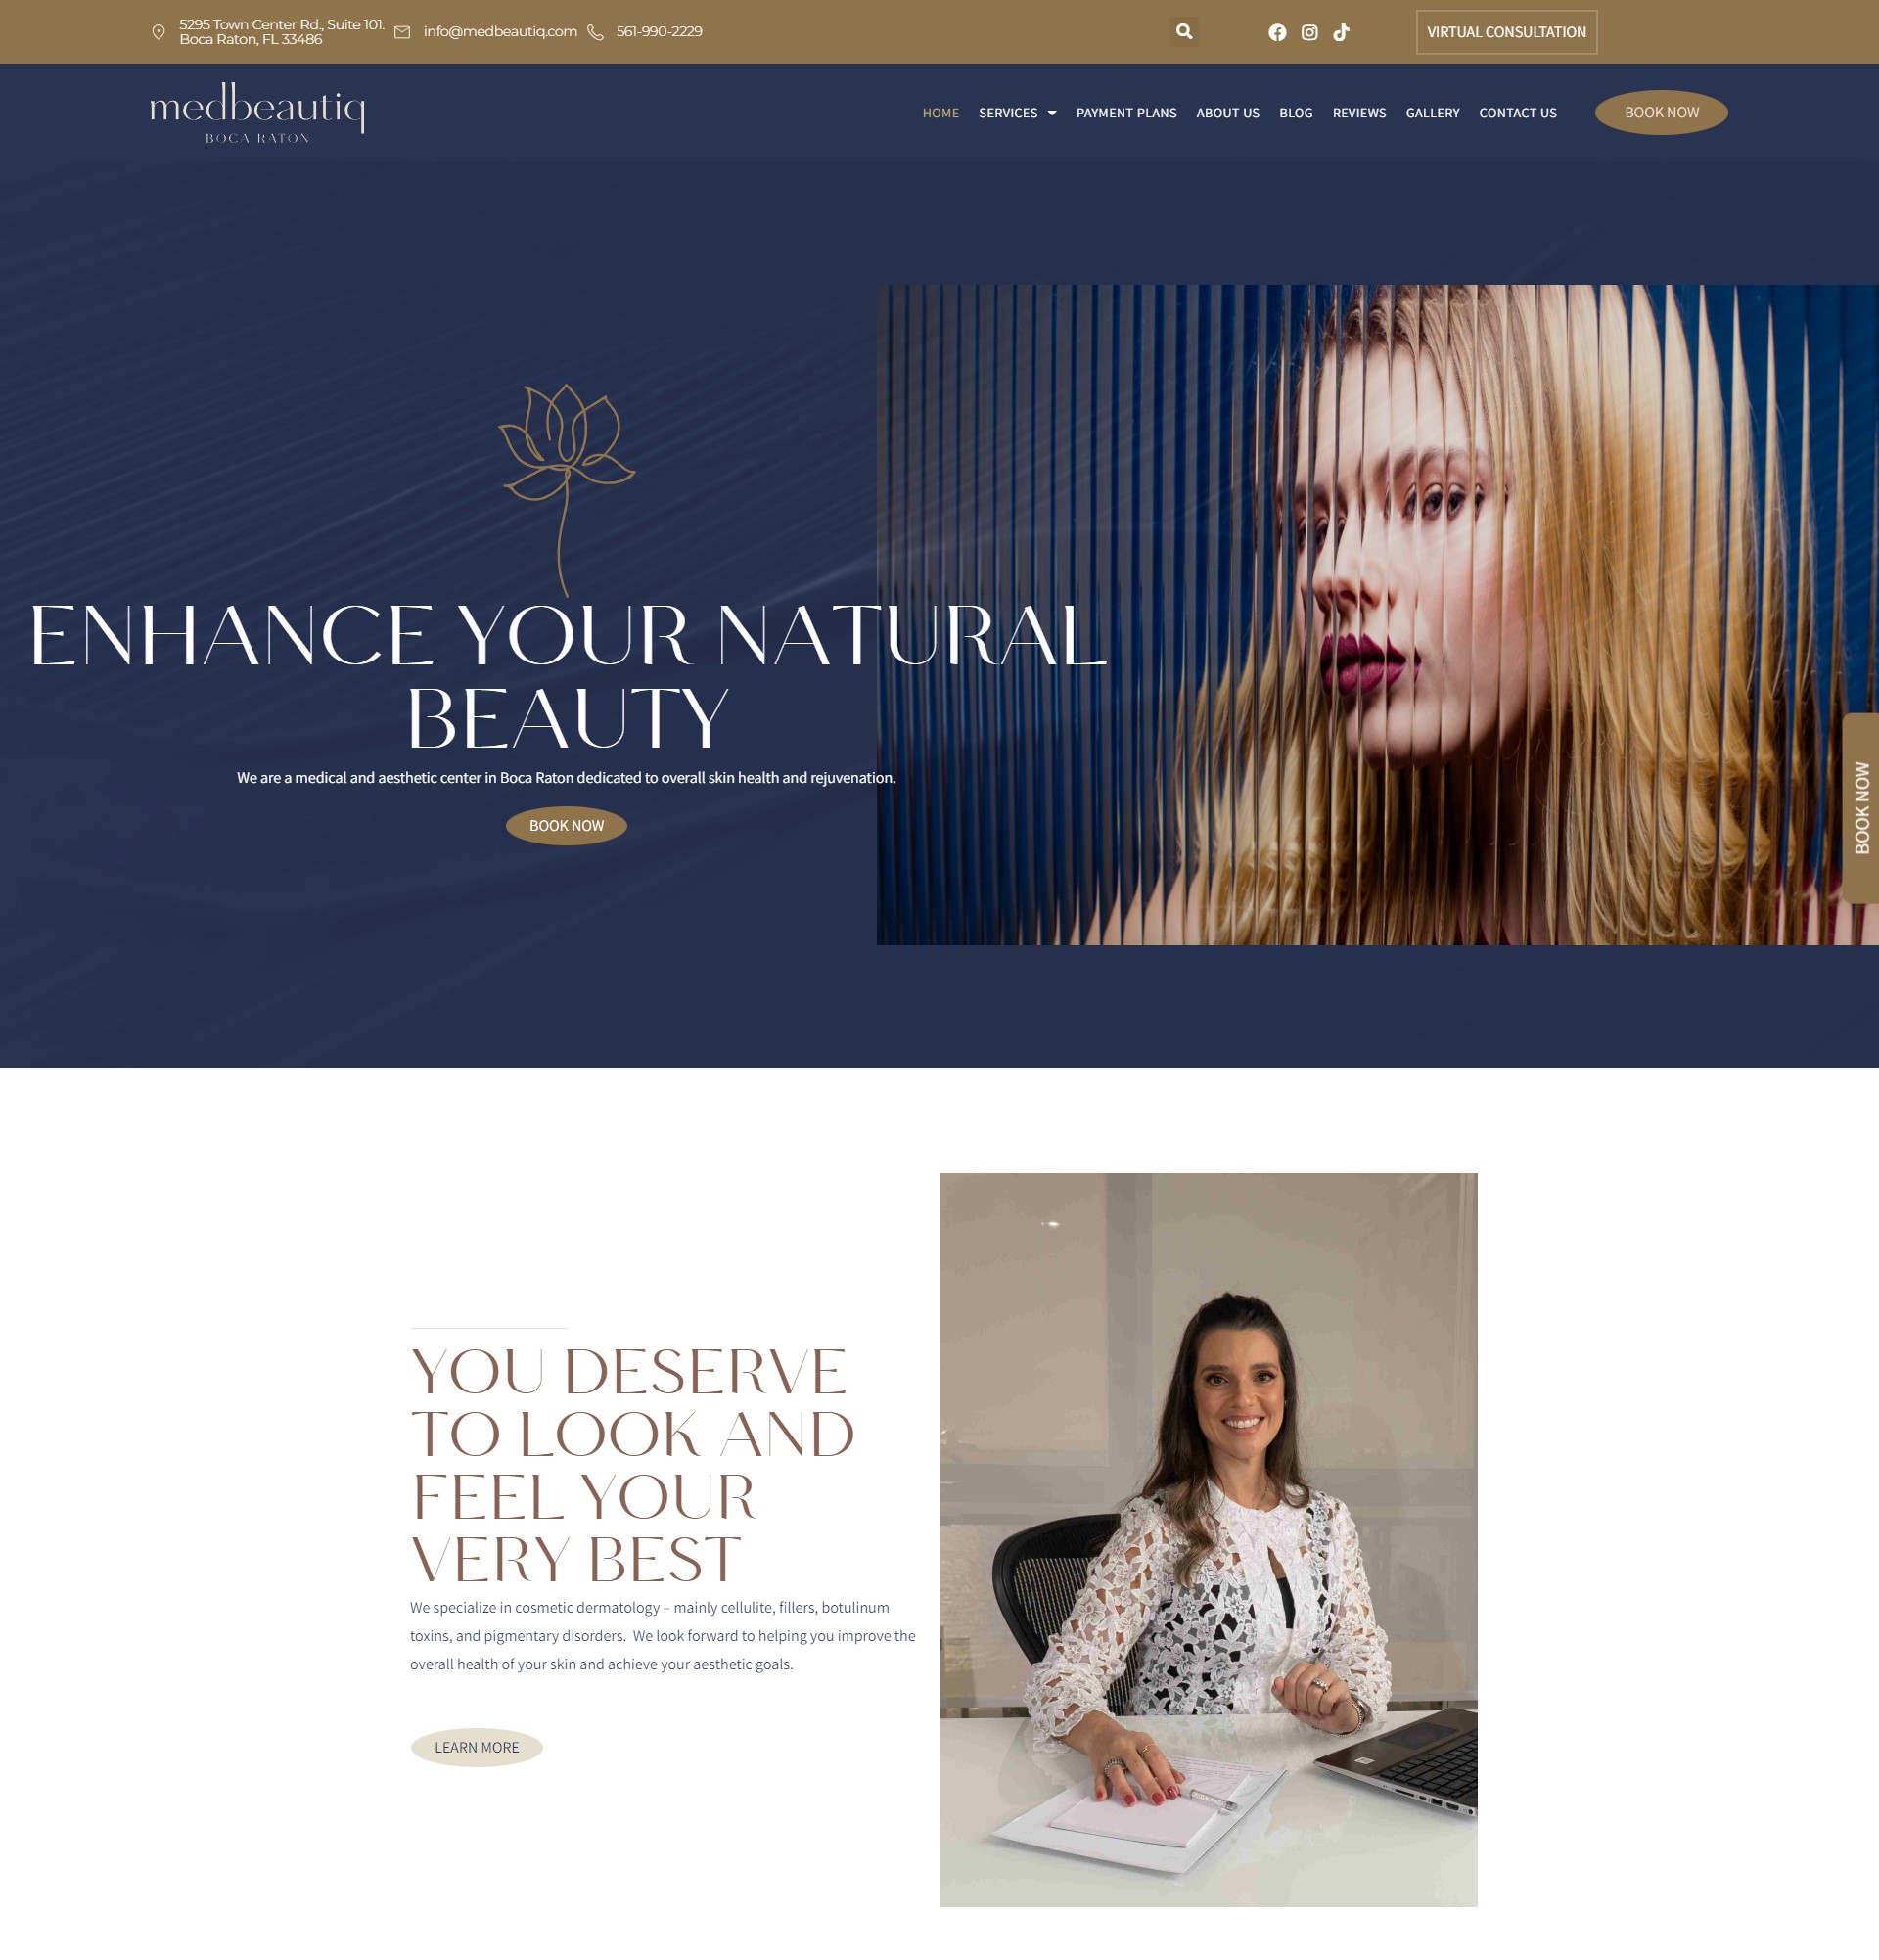 5295 Town Center Rd., Suite 101.
Boca Raton, FL 33486
info@medbeautiq.com
561-990-2229
VIRTUAL CONSULTATION
medbeautiq
BOCA RATON
HOME SERVICES PAYMENT PLANS ABOUT US BLOG REVIEWS GALLERY CONTACT US
BOOK NOW
ENHANCE YOUR NATURAL
BEAUTY
We are a medical and aesthetic center in Boca Raton dedicated to overall skin health and rejuvenation.
BOOK NOW
BOOK NOW
YOU DESERVE
TO LOOK AND
FEEL YOUR
VERY BEST
We specialize in cosmetic dermatology – mainly cellulite, fillers, botulinum
toxins, and pigmentary disorders.  We look forward to helping you improve the
overall health of your skin and achieve your aesthetic goals.
LEARN MORE